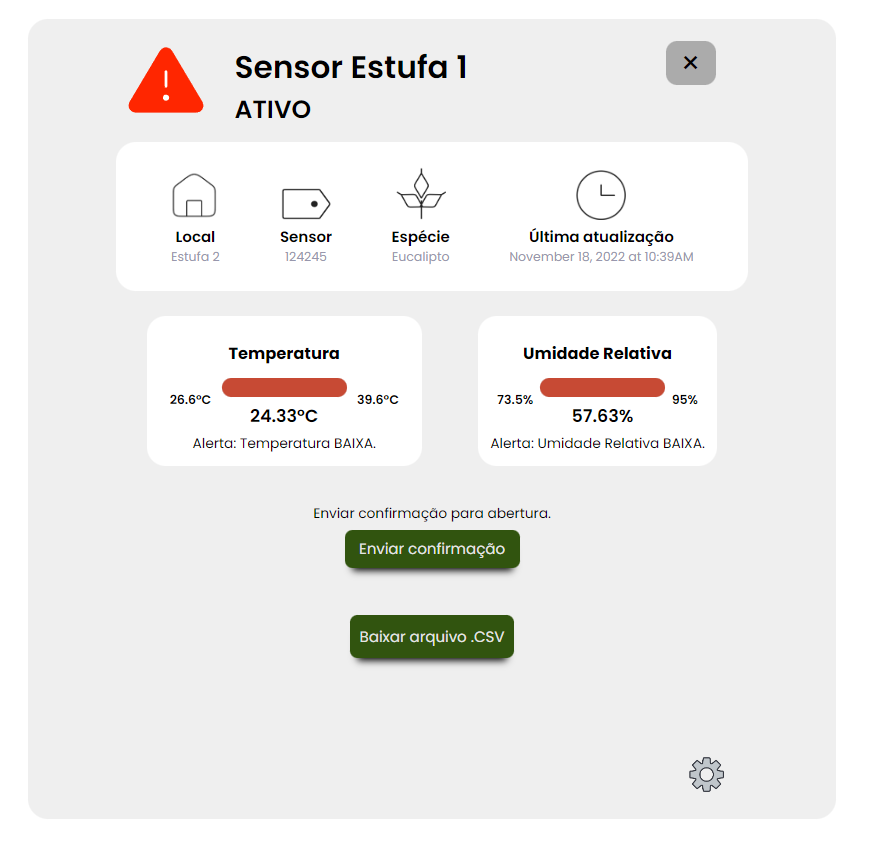 Sensor Estufa 1
ATIVO
Local
Estufa 2
Sensor
124245
Espécie
Eucalipto
Última atualização
November 18, 2022 at 10:39AM
Temperatura
26.6ºC
39.6ºC
24.33ºC
Alerta: Temperatura BAIXA.
Umidade Relativa
73.5%
95%
57.63%
Alerta: Umidade Relativa BAIXA.
Enviar confirmação para abertura.
Enviar confirmação
Baixar arquivo .CSV